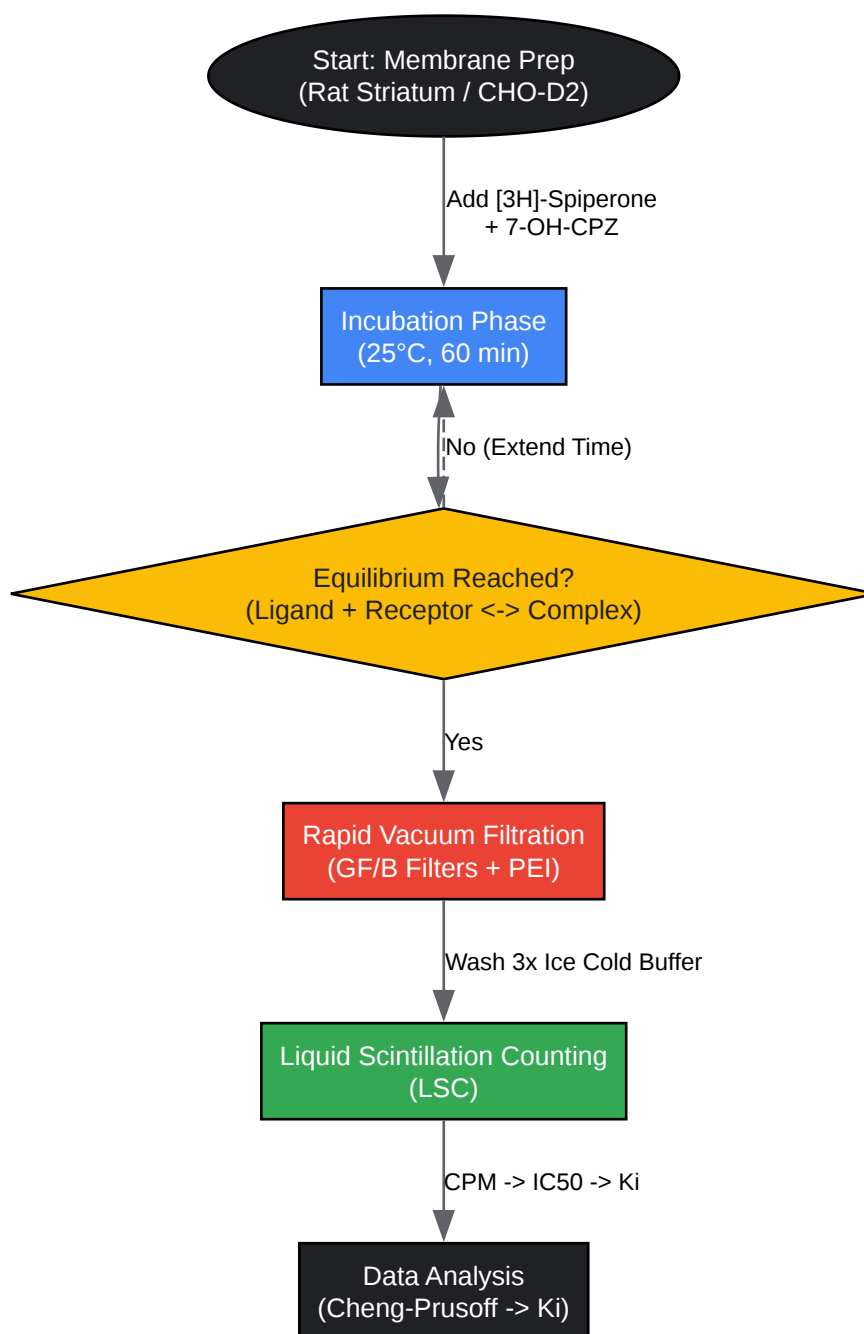 Start: Membrane Prep
(Rat Striatum / CHO-D2)
Add [3H]-Spiperone
+ 7-OH-CPZ
Incubation Phase
(25°C, 60 min)
No (Extend Time)
Equilibrium Reached?
(Ligand + Receptor <-> Complex)
Yes
Rapid Vacuum Filtration
(GF/B Filters + PEI)
Wash 3x Ice Cold Buffer
Liquid Scintillation Counting
(LSC)
CPM -> IC50 -> Ki
Data Analysis
(Cheng-Prusoff -> Ki)